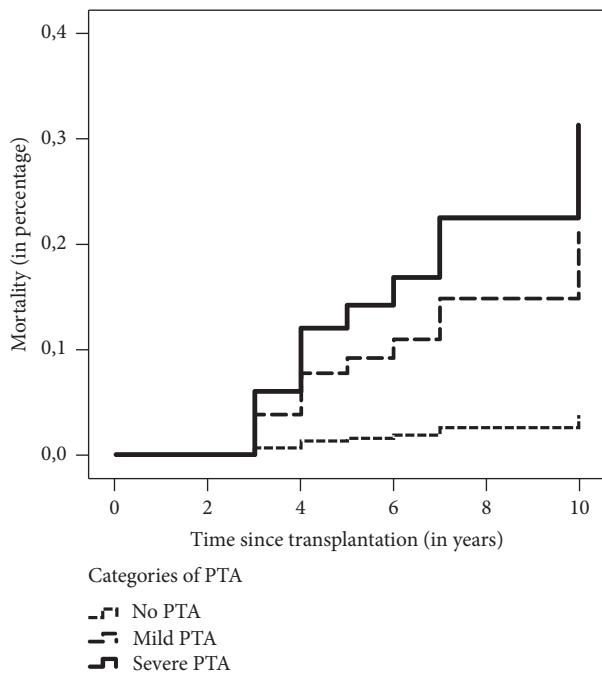 0,4
0,3
0,2
0,1
0,0
Mortality (in percentage)
0 2 4 6 8 10
Time since transplantation (in years)
Categories of PTA
No PTA
Mild PTA
Severe PTA